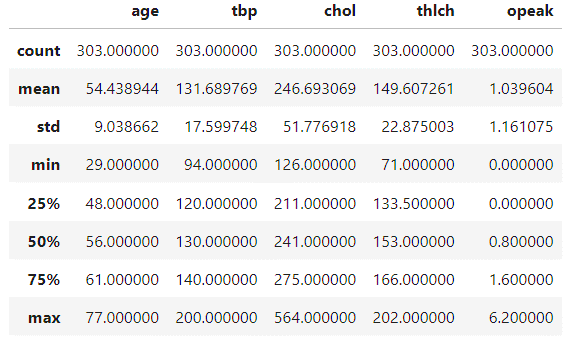 age tbp chol thlch opeak
count 303.000000 303.000000 303.000000 303.000000 303.000000
mean 54.438944 131.689769 246.693069 149.607261 1.039604
std 9.038662 17.599748 51.776918 22.875003 1.161075
min 29.000000 94.000000 126.000000 71.000000 0.000000
25% 48.000000 120.000000 211.000000 133.500000 0.000000
50% 56.000000 130.000000 241.000000 153.000000 0.800000
75% 61.000000 140.000000 275.000000 166.000000 1.600000
max 77.000000 200.000000 564.000000 202.000000 6.200000